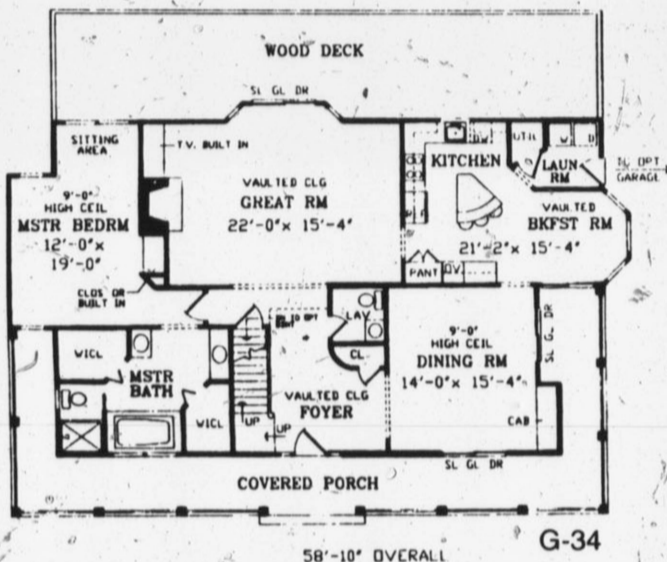 WOOD DECK
SL GL DR
SITTING
AREA
T.V. BUILT IN
KITCHEN
DW
UTIL
W
D
LAUN
RM
TO OPT
GARAGE
9'-0"
HIGH CEIL
MSTR BEDRM
12'-0" x
19'-0"
VAULTED CLG
GREAT RM
22'-0" x 15'-4"
VAULTED
BKFST RM
21'-2" x 15'-4"
CLOS OR
BUILT IN
PANT
OV
LAV
CL
9'-0"
HIGH CEIL
DINING RM
14'-0" x 15'-4"
SL GL DR
WICL
MSTR
BATH
WICL
UP
UP
VAULTED CLG
FOYER
CAB
SL GL DR
COVERED PORCH
G-34
58'-10" OVERALL